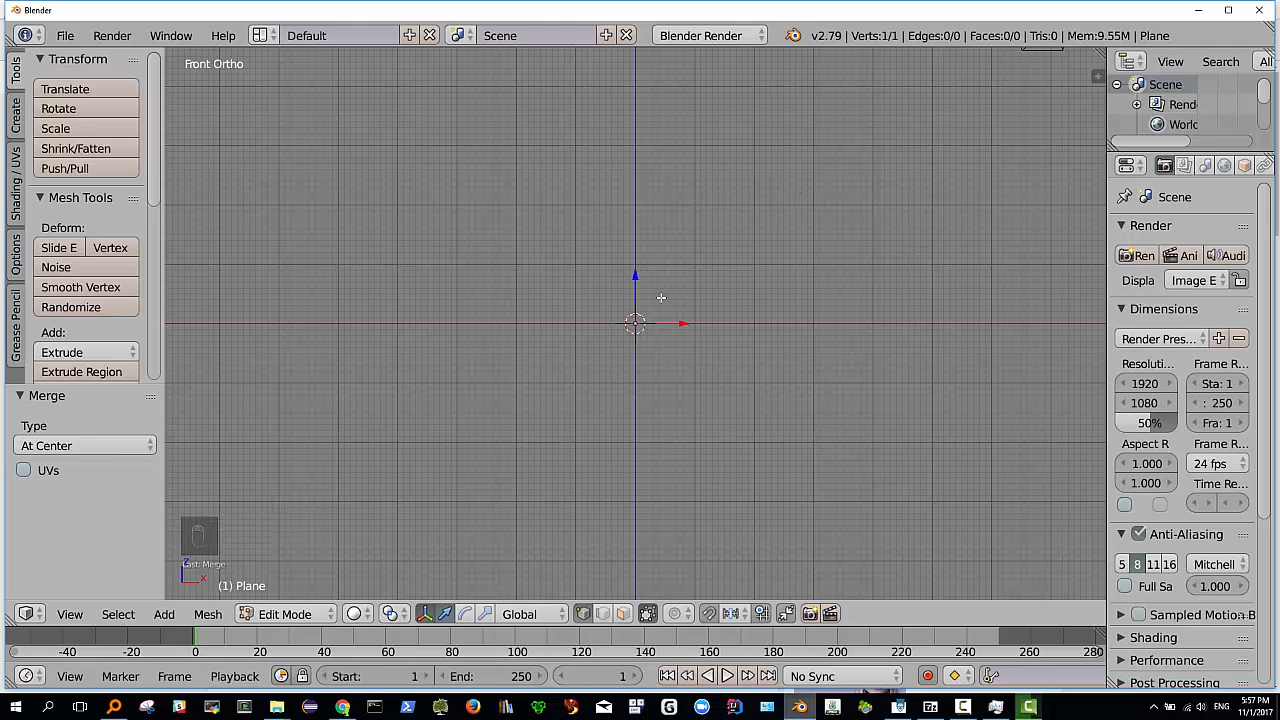 Blender
File Render Window Help Default Scene Blender Render v2.79 | Verts:1/1 | Edges:0/0 | Faces:0/0 | Tris:0 | Mem:9.55M | Plane
Tools
Create
Shading / UVs
Options
Grease Pencil
Transform
Translate
Rotate
Scale
Shrink/Fatten
Push/Pull
Mesh Tools
Deform:
Slide E Vertex
Noise
Smooth Vertex
Randomize
Add:
Extrude
Extrude Region
Merge
Type
At Center
UVs
Front Ortho
Last: Merge
Z
X
(1) Plane
View Search All
Scene
Rend
World
Scene
Render
Ren Ani Audi
Displa Image E
Dimensions
Render Pres...
Resoluti... Frame R...
1920 Sta: 1
1080 : 250
50% Fra: 1
Aspect R Frame R...
1.000 24 fps
1.000 Time Re...
Anti-Aliasing
5 8 11 16 Mitchell
Full Sa 1.000
Sampled Motion B
Shading
Performance
Post Processing
View Select Add Mesh Edit Mode Global
-40 -20 0 20 40 60 80 100 120 140 160 180 200 220 240 260 280
View Marker Frame Playback Start: 1 End: 250 1 No Sync
ENG 5:57 PM
11/1/2017